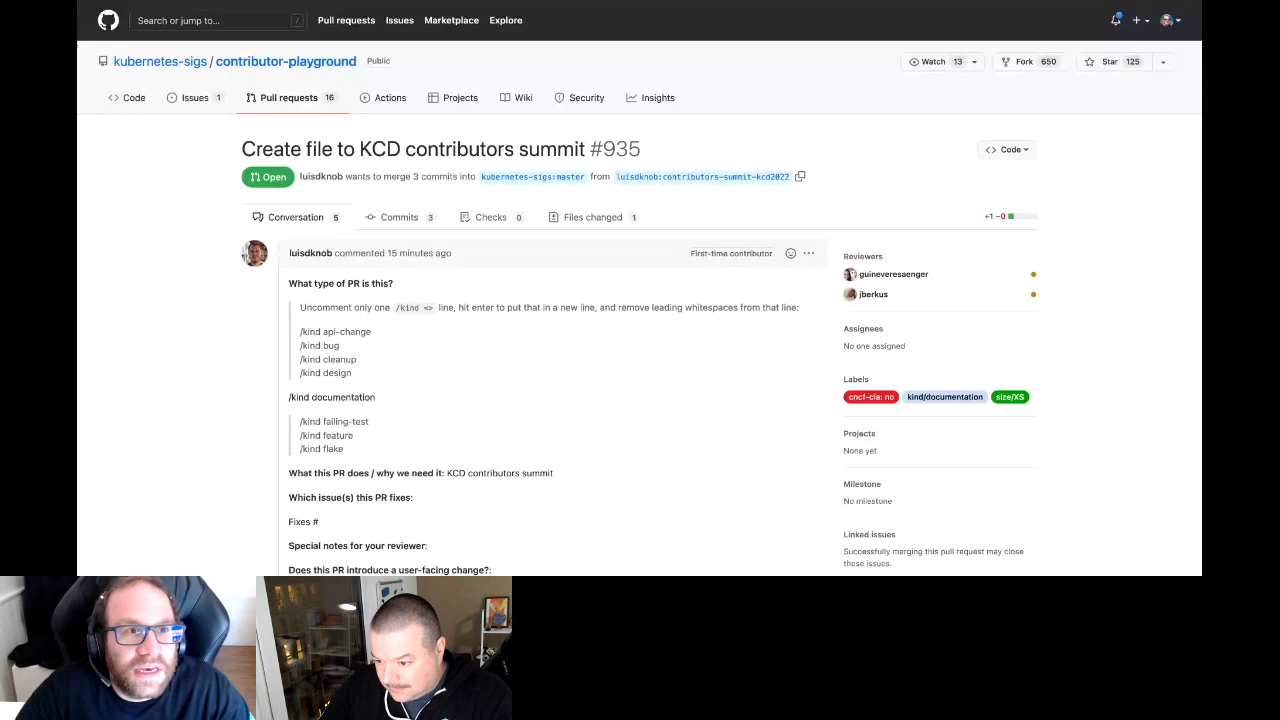 Search or jump to... /
Pull requests Issues Marketplace Explore
kubernetes-sigs / contributor-playground Public
Watch 13 Fork 650 Star 125
Code Issues 1 Pull requests 16 Actions Projects Wiki Security Insights
Create file to KCD contributors summit #935
Code
Open luisdknob wants to merge 3 commits into kubernetes-sigs:master from luisdknob:contributors-summit-kcd2022
Conversation 5 Commits 3 Checks 0 Files changed 1
+1 −0
luisdknob commented 15 minutes ago First-time contributor
What type of PR is this?
Uncomment only one /kind <> line, hit enter to put that in a new line, and remove leading whitespaces from that line:
/kind api-change
/kind bug
/kind cleanup
/kind design
/kind documentation
/kind failing-test
/kind feature
/kind flake
What this PR does / why we need it: KCD contributors summit
Which issue(s) this PR fixes:
Fixes #
Special notes for your reviewer:
Does this PR introduce a user-facing change?:
Reviewers
guineveresaenger
jberkus
Assignees
No one assigned
Labels
cncf-cla: no kind/documentation size/XS
Projects
None yet
Milestone
No milestone
Linked issues
Successfully merging this pull request may close
these issues.